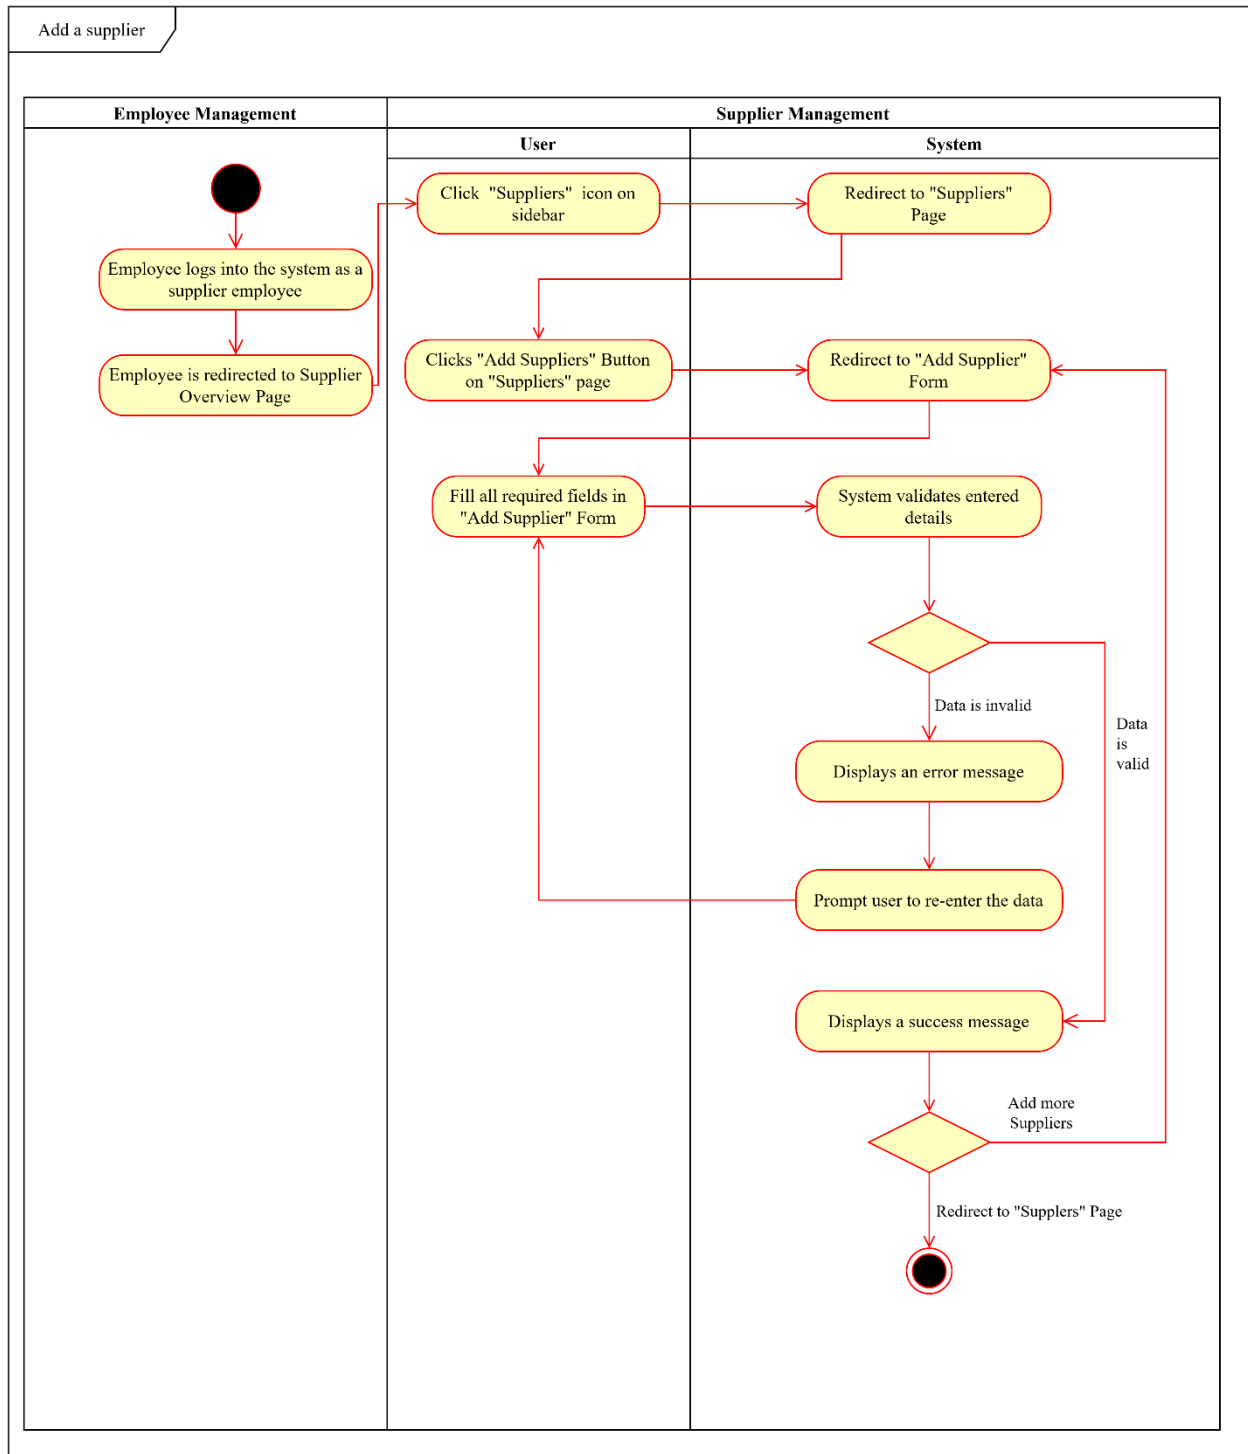 Add a supplier
Employee Management
Supplier Management
User
System
Click "Suppliers" icon on
sidebar
Redirect to "Suppliers"
Page
Employee logs into the system as a
supplier employee
Employee is redirected to Supplier
Overview Page
Clicks "Add Suppliers" Button
on "Suppliers" page
Redirect to "Add Supplier"
Form
Fill all required fields in
"Add Supplier" Form
System validates entered
details
Data is invalid
Data
is
valid
Displays an error message
Prompt user to re-enter the data
Displays a success message
Add more
Suppliers
Redirect to "Supplers" Page